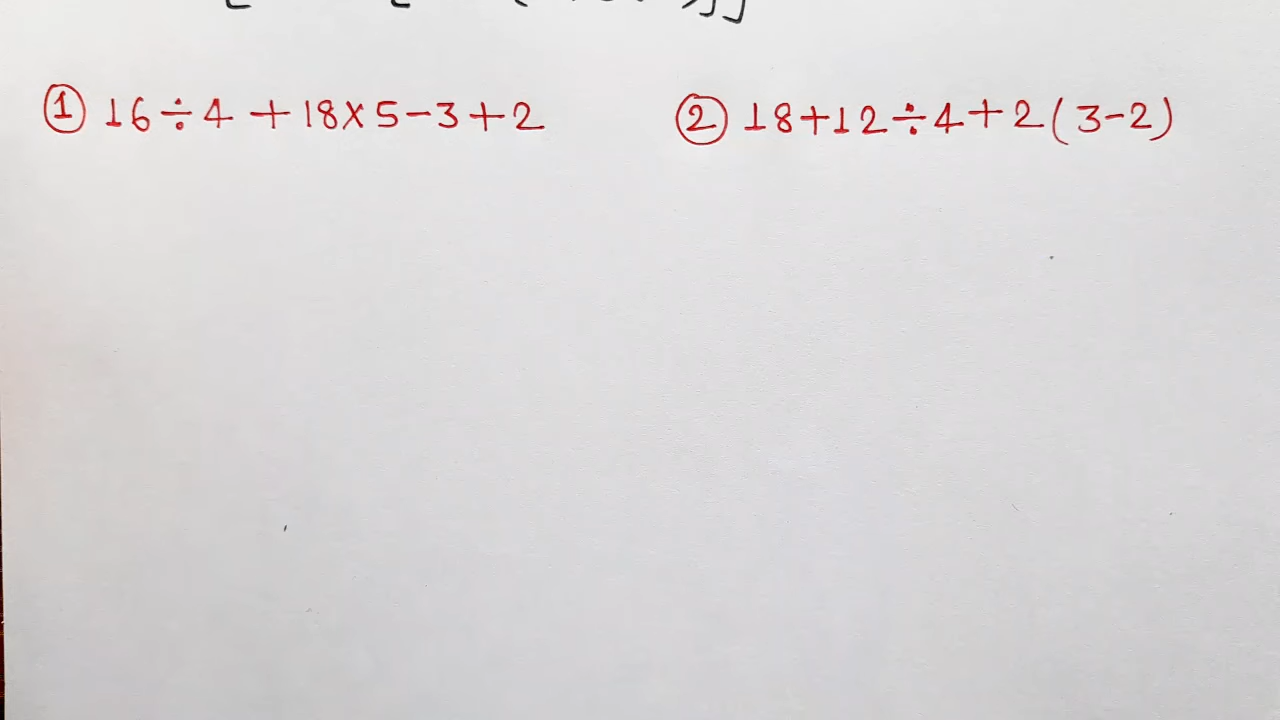 ① 16÷4 + 18×5-3+2
② 18+12÷4+2(3-2)